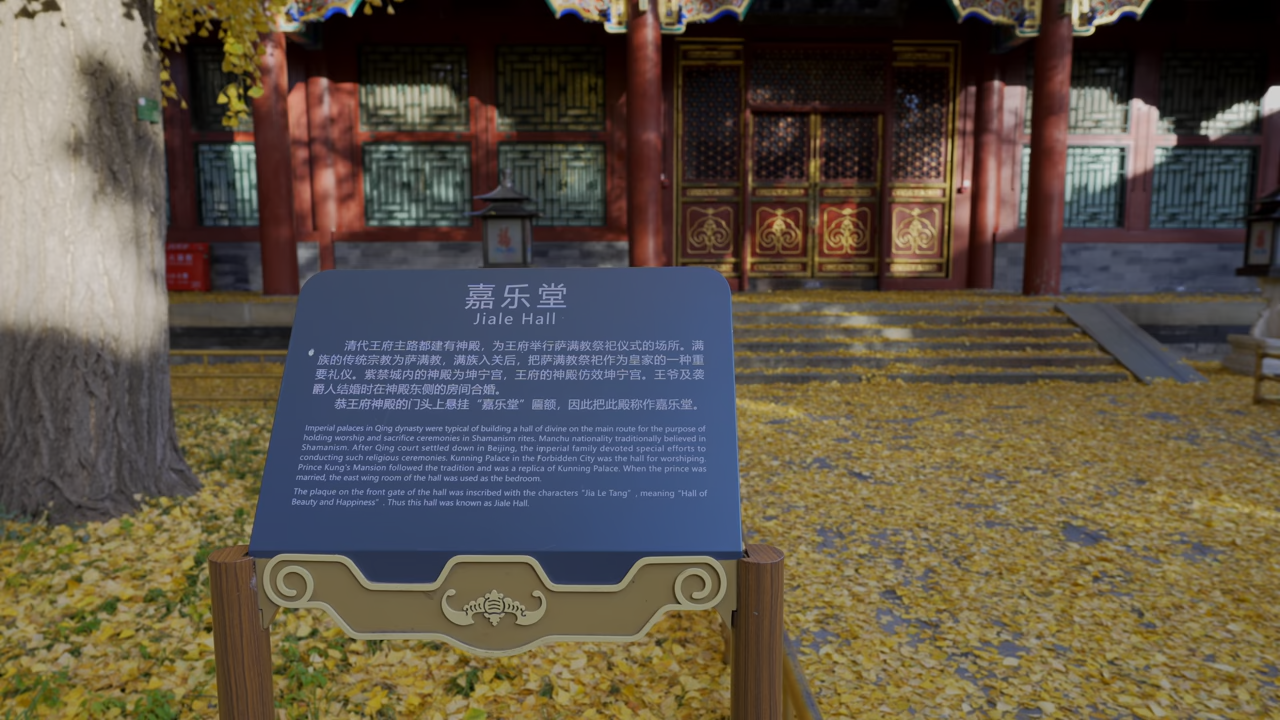 嘉乐堂
Jiale Hall
清代王府主路都建有神殿，为王府举行萨满教祭祀仪式的场所。满
族的传统宗教为萨满教，满族入关后，把萨满教祭祀作为皇家的一种重
要礼仪。紫禁城内的神殿为坤宁宫，王府的神殿仿效坤宁宫。王爷及袭
爵人结婚时在神殿东侧的房间合婚。
恭王府神殿的门头上悬挂“嘉乐堂”匾额，因此把此殿称作嘉乐堂。
Imperial palaces in Qing dynasty were typical of building a hall of divine on the main route for the purpose of
holding worship and sacrifice ceremonies in Shamanism rites. Manchu nationality traditionally believed in
Shamanism. After Qing court settled down in Beijing, the imperial family devoted special efforts to
conducting such religious ceremonies. Kunning Palace in the Forbidden City was the hall for worshiping.
Prince Kung's Mansion followed the tradition and was a replica of Kunning Palace. When the prince was
married, the east wing room of the hall was used as the bedroom.
The plaque on the front gate of the hall was inscribed with the characters "Jia Le Tang" , meaning "Hall of
Beauty and Happiness" . Thus this hall was known as Jiale Hall.